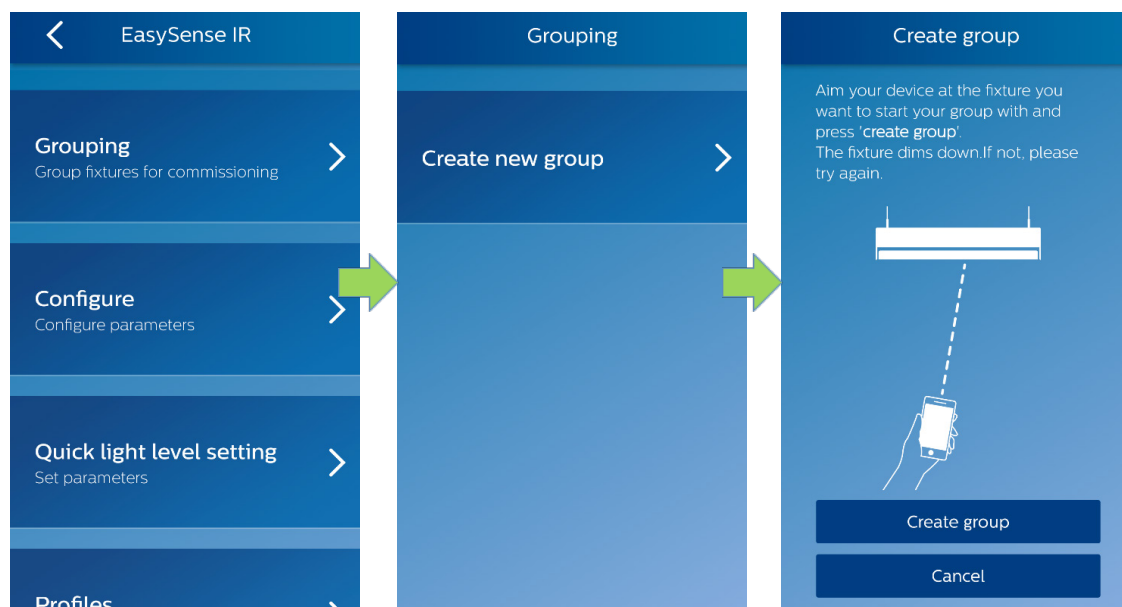 EasySense IR
Grouping
Group fixtures for commissioning
Configure
Configure parameters
Quick light level setting
Set parameters
Profiles
Grouping
Create new group
Create group
Aim your device at the fixture you
want to start your group with and
press 'create group'.
The fixture dims down.If not, please
try again.
Create group
Cancel